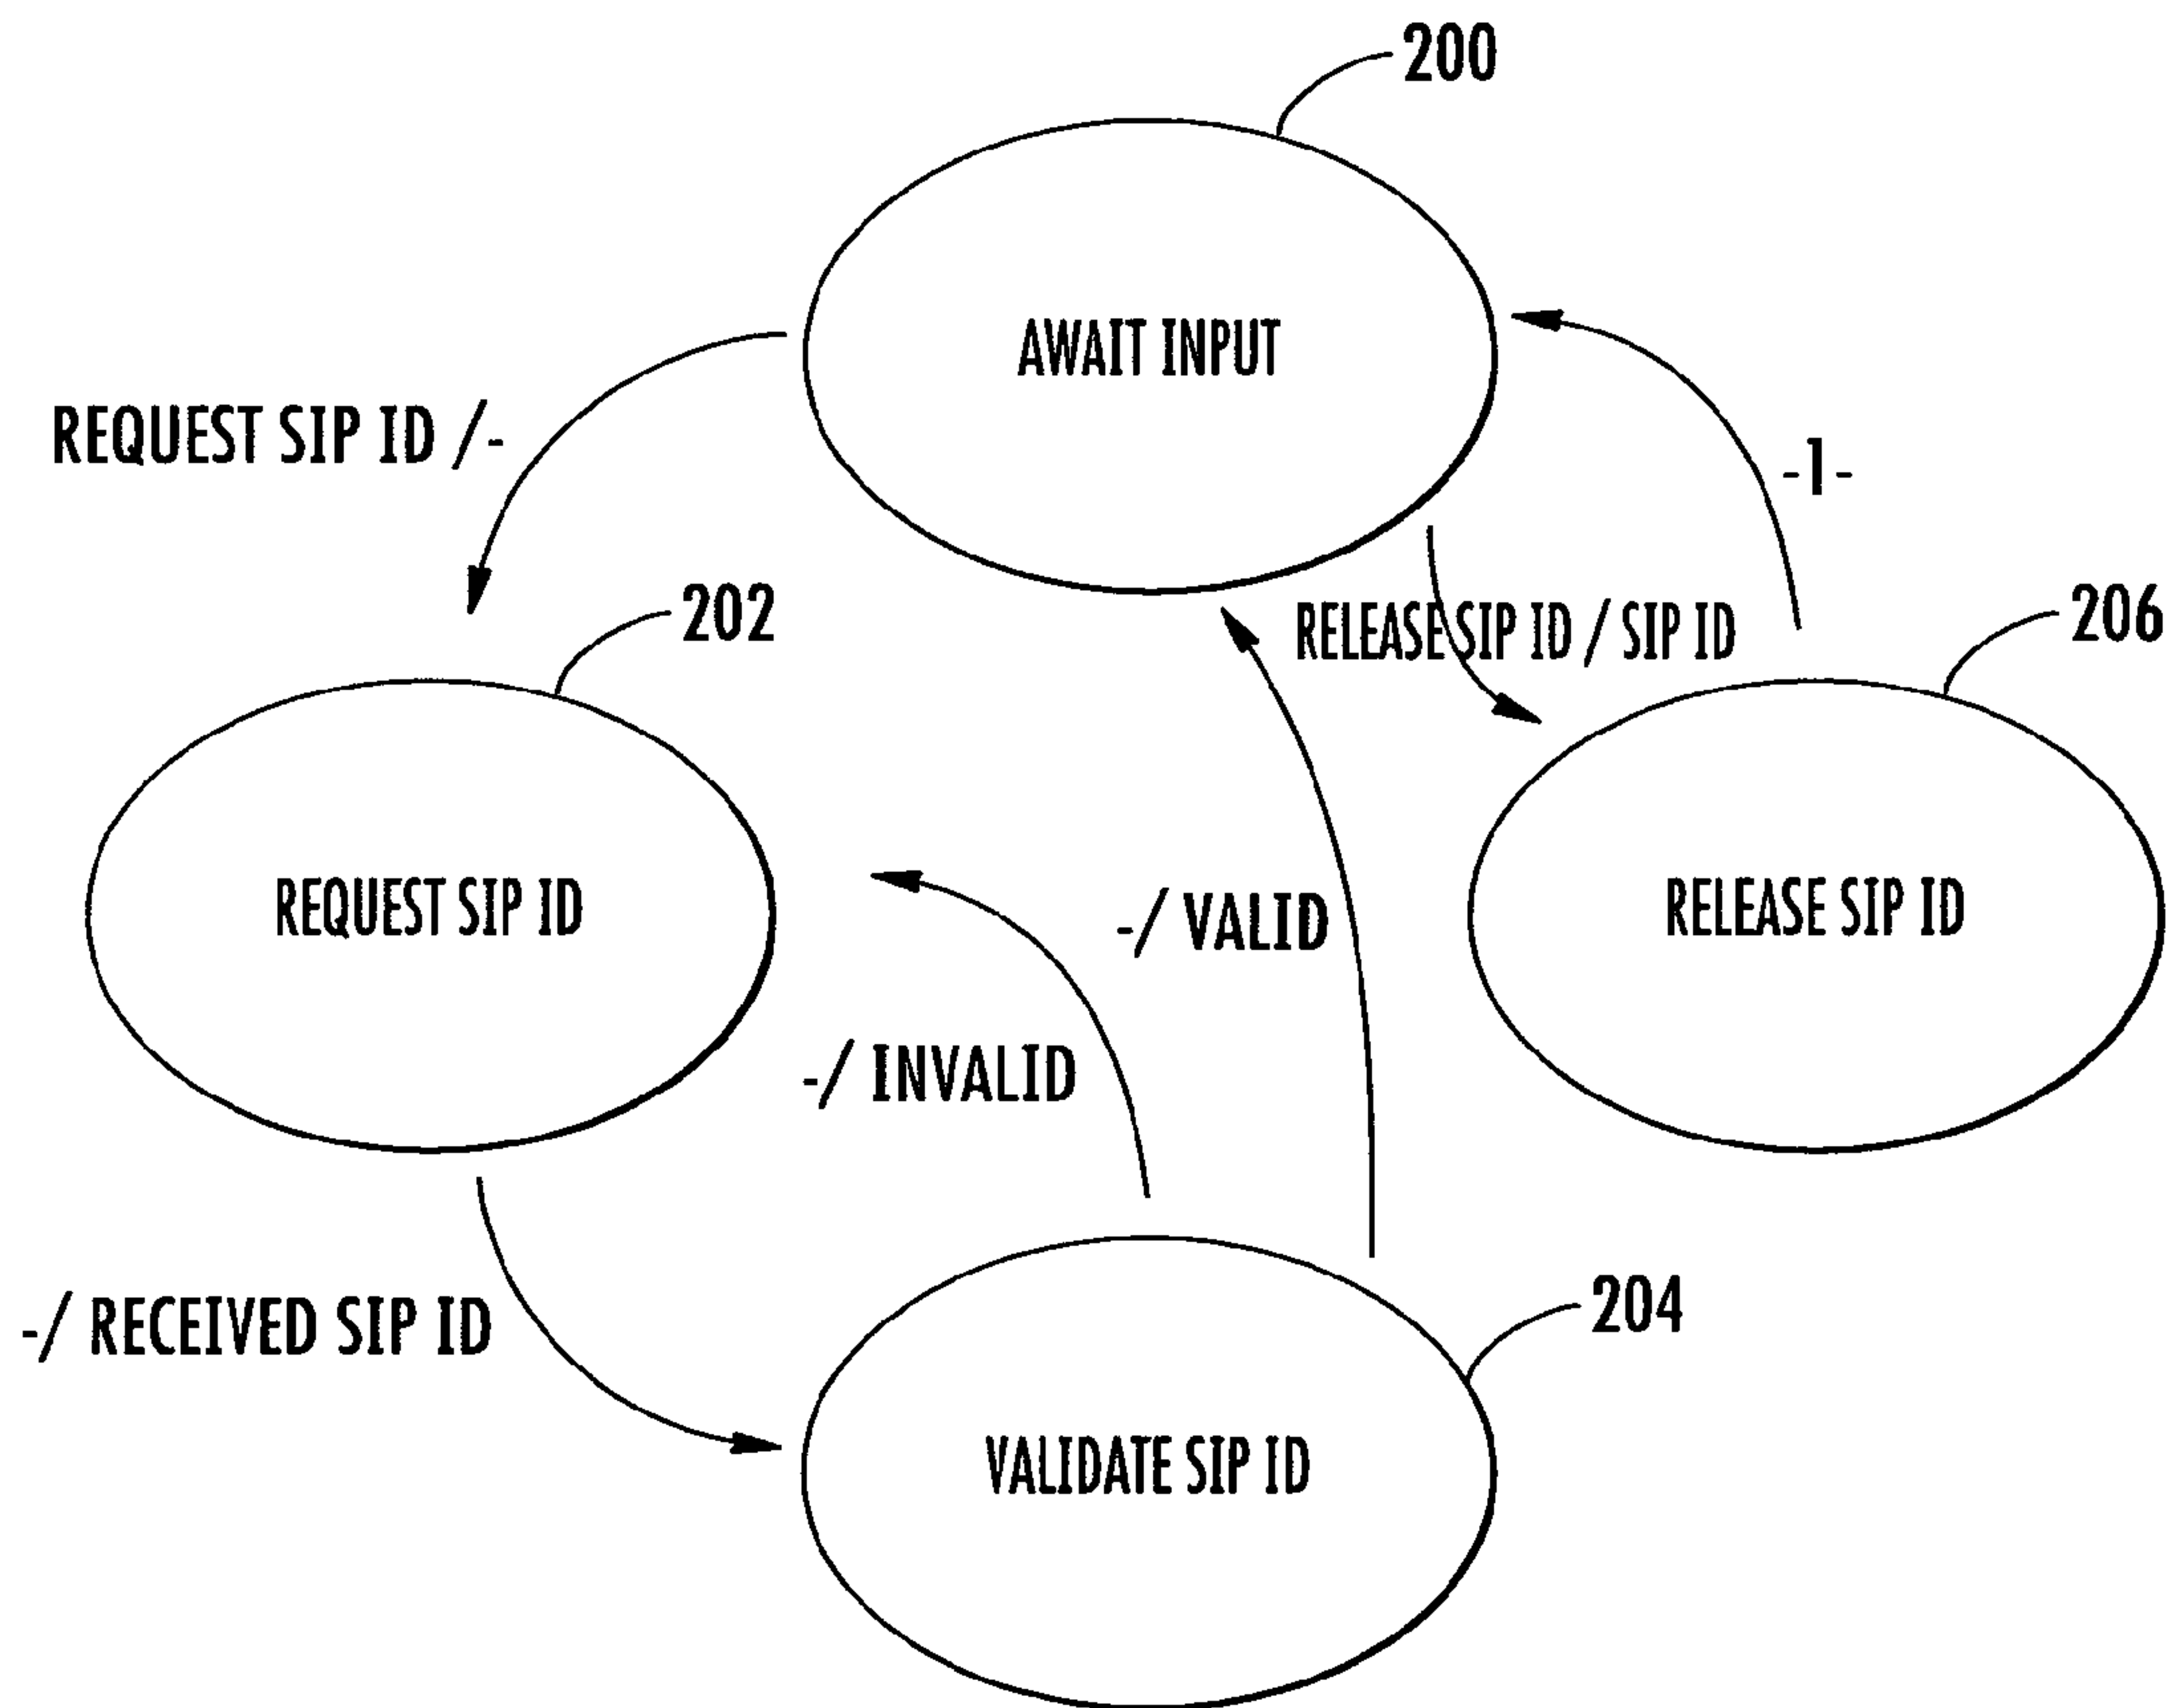 200
AWAIT INPUT
REQUEST SIP ID /-
-1-
202
RELEASE SIP ID / SIP ID
206
REQUEST SIP ID
-/ VALID
RELEASE SIP ID
-/ INVALID
-/ RECEIVED SIP ID
204
VALIDATE SIP ID